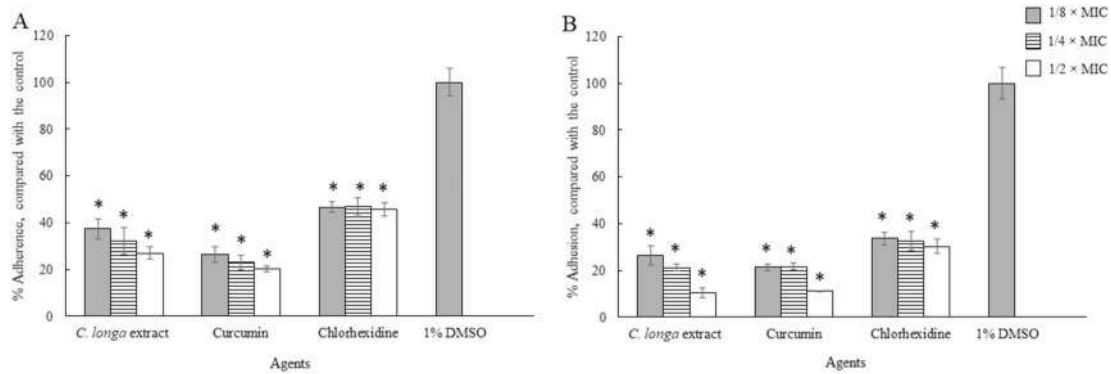 A
% Adherence, compared with the control
120
100
80
60
40
20
0
* * *
* * *
* * *
C. longa extract Curcumin Chlorhexidine 1% DMSO
Agents
B
% Adhesion, compared with the control
120
100
80
60
40
20
0
* * *
* * *
* * *
C. longa extract Curcumin Chlorhexidine 1% DMSO
Agents
1/8 × MIC
1/4 × MIC
1/2 × MIC